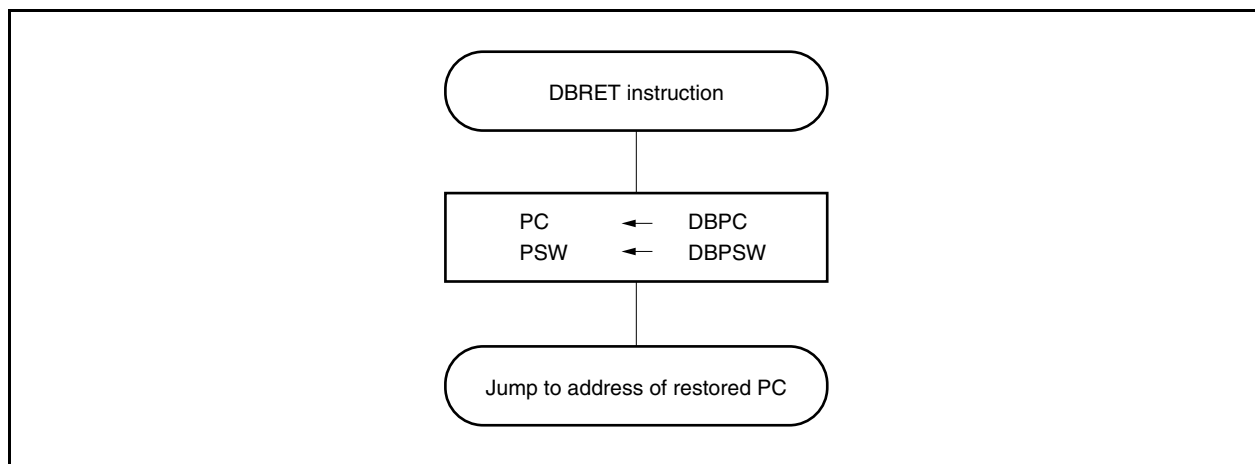 DBRET instruction
PC ← DBPC
PSW ← DBPSW
Jump to address of restored PC